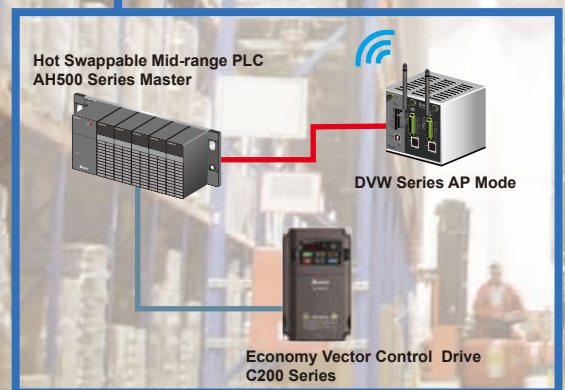 Hot Swappable Mid-range PLC
AH500 Series Master
DVW Series AP Mode
Economy Vector Control Drive
C200 Series